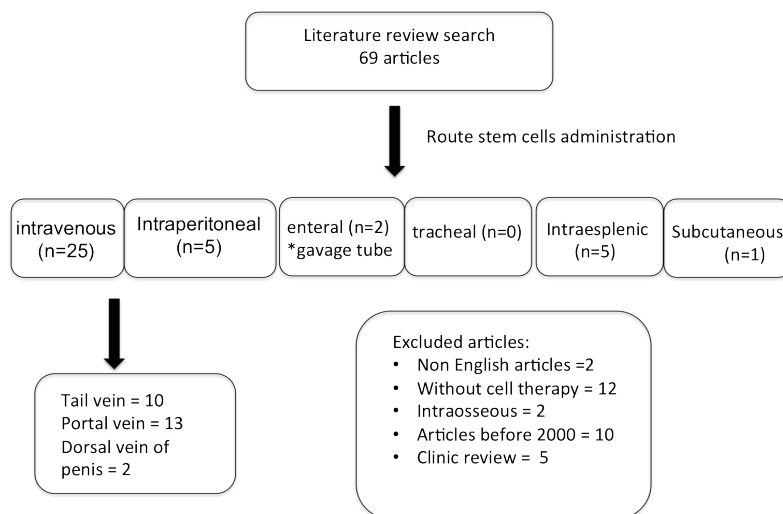 Literature review search
69 articles
Route stem cells administration
intravenous
(n=25)
Intraperitoneal
(n=5)
enteral (n=2)
*gavage tube
tracheal (n=0)
Intraesplenic
(n=5)
Subcutaneous
(n=1)
Tail vein = 10
Portal vein = 13
Dorsal vein of
penis = 2
Excluded articles:
• Non English articles =2
• Without cell therapy = 12
• Intraosseous = 2
• Articles before 2000 = 10
• Clinic review =  5